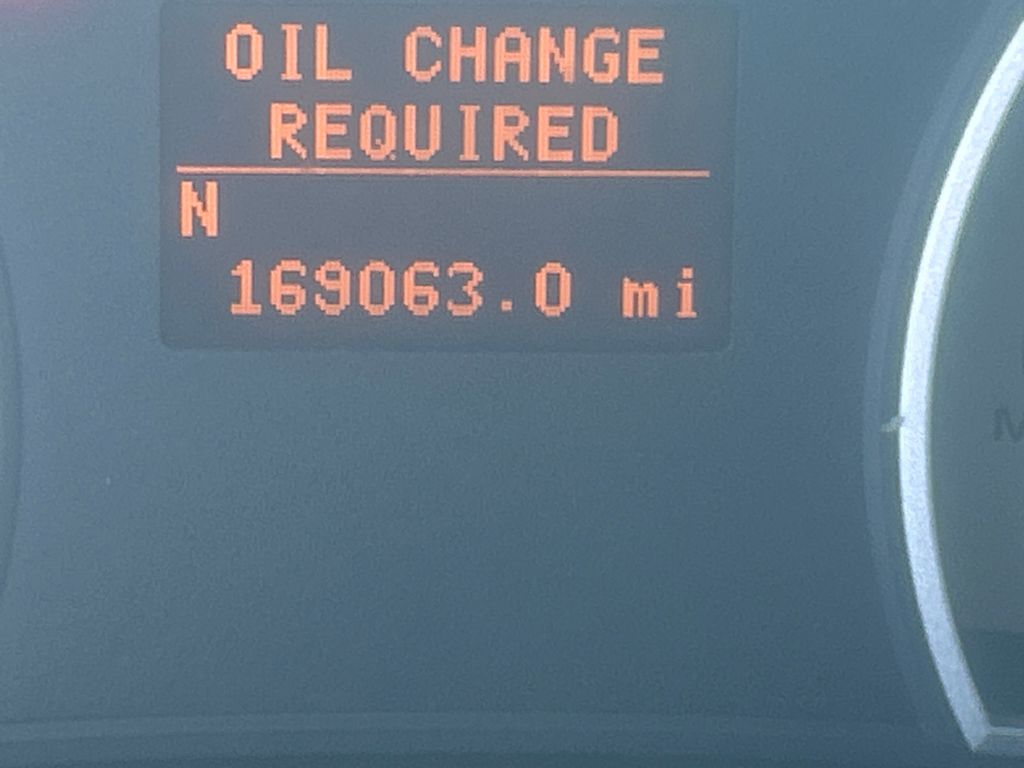 OIL CHANGE
REQUIRED
N
169063.0 mi